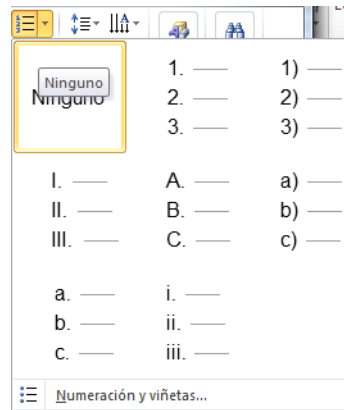 Ninguno
Ninguno
1. 1)
2. 2)
3. 3)
I. A. a)
II. B. b)
III. C. c)
a. i.
b. ii.
c. iii.
Numeración y viñetas...